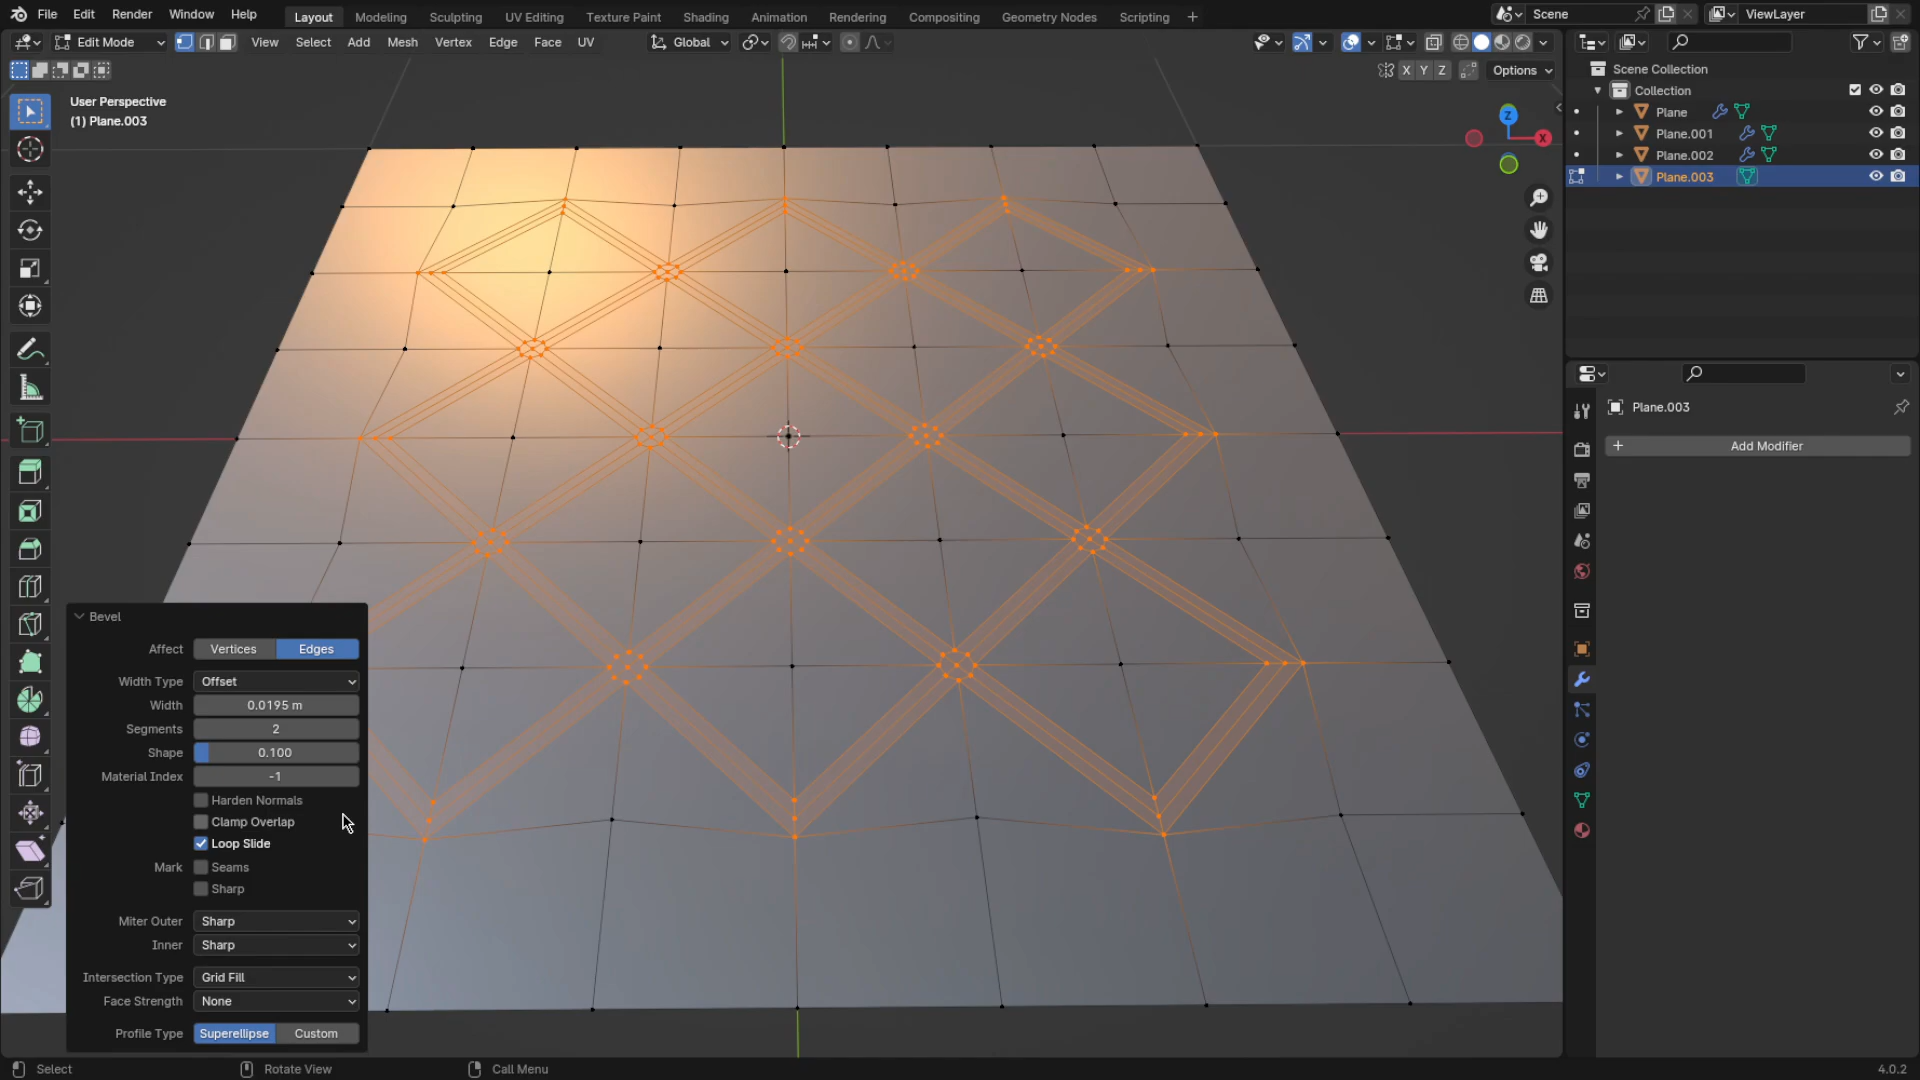 File Edit Render Window Help Layout Modeling Sculpting UV Editing Texture Paint Shading Animation Rendering Compositing Geometry Nodes Scripting + Scene ViewLayer
Edit Mode View Select Add Mesh Vertex Edge Face UV Global
X Y Z Options
User Perspective
(1) Plane.003
Z
X
Scene Collection
Collection
Plane
Plane.001
Plane.002
Plane.003
Plane.003
+ Add Modifier
Bevel
Affect Vertices Edges
Width Type Offset
Width 0.0195 m
Segments 2
Shape 0.100
Material Index -1
Harden Normals
Clamp Overlap
Loop Slide
Mark Seams
Sharp
Miter Outer Sharp
Inner Sharp
Intersection Type Grid Fill
Face Strength None
Profile Type Superellipse Custom
Select Rotate View Call Menu 4.0.2